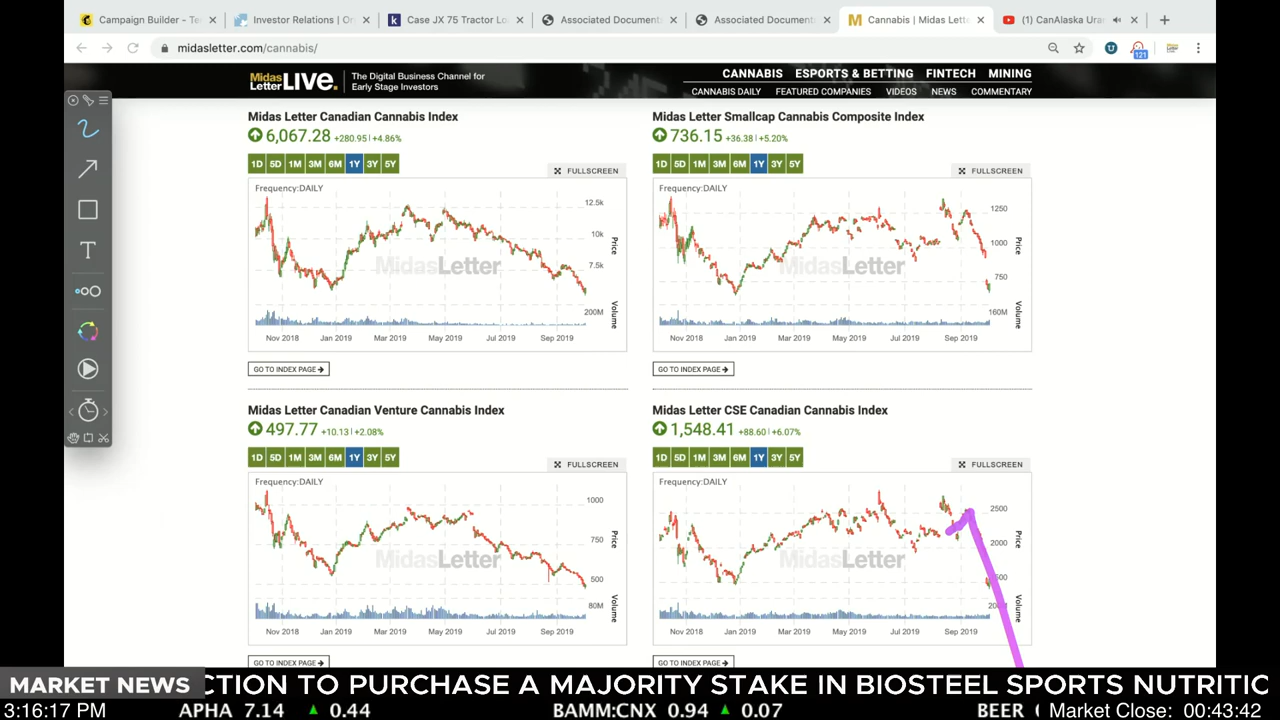 Campaign Builder - Te
Investor Relations | O
Case JX 75 Tractor Lo
Associated Document
Associated Document
Cannabis | Midas Lett
(1) CanAlaska Ura
midasletter.com/cannabis/
121
Midas Letter LIVE.
The Digital Business Channel for
Early Stage Investors
CANNABIS ESPORTS & BETTING FINTECH MINING
CANNABIS DAILY FEATURED COMPANIES VIDEOS NEWS COMMENTARY
Midas Letter Canadian Cannabis Index
6,067.28 +280.95 | +4.86%
1D 5D 1M 3M 6M 1Y 3Y 5Y
FULLSCREEN
Frequency:DAILY
12.5k
10k
7.5k
Price
MidasLetter
200M
Volume
Nov 2018 Jan 2019 Mar 2019 May 2019 Jul 2019 Sep 2019
GO TO INDEX PAGE
Midas Letter Smallcap Cannabis Composite Index
736.15 +36.38 | +5.20%
1D 5D 1M 3M 6M 1Y 3Y 5Y
FULLSCREEN
Frequency:DAILY
1250
1000
750
Price
MidasLetter
160M
Volume
Nov 2018 Jan 2019 Mar 2019 May 2019 Jul 2019 Sep 2019
GO TO INDEX PAGE
Midas Letter Canadian Venture Cannabis Index
497.77 +10.13 | +2.08%
1D 5D 1M 3M 6M 1Y 3Y 5Y
FULLSCREEN
Frequency:DAILY
1000
750
500
Price
MidasLetter
80M
Volume
Nov 2018 Jan 2019 Mar 2019 May 2019 Jul 2019 Sep 2019
GO TO INDEX PAGE
Midas Letter CSE Canadian Cannabis Index
1,548.41 +88.60 | +6.07%
1D 5D 1M 3M 6M 1Y 3Y 5Y
FULLSCREEN
Frequency:DAILY
2500
2000
Price
MidasLetter
Volume
Nov 2018 Jan 2019 Mar 2019 May 2019 Jul 2019 Sep 2019
GO TO INDEX PAGE
T
MARKET NEWS
CTION TO PURCHASE A MAJORITY STAKE IN BIOSTEEL SPORTS NUTRITIO
3:16:17 PM
APHA 7.14 0.44 BAMM:CNX 0.94 0.07 BEER
Market Close: 00:43:42